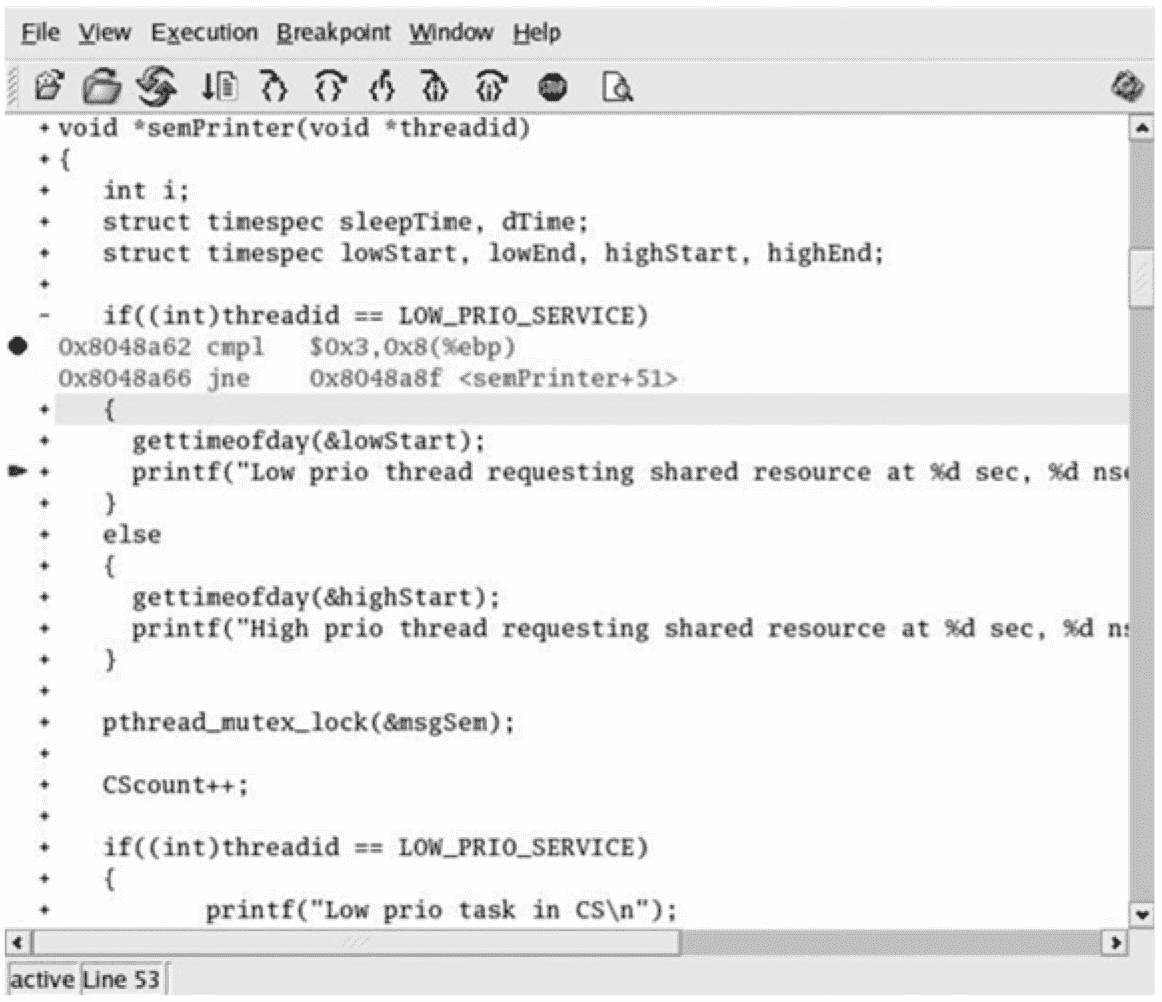 File View Execution Breakpoint Window Help
+ void *semPrinter(void *threadid)
+ {
+ int i;
+ struct timespec sleepTime, dTime;
+ struct timespec lowStart, lowEnd, highStart, highEnd;
+
- if((int)threadid == LOW_PRIO_SERVICE)
0x8048a62 cmpl $0x3,0x8(%ebp)
0x8048a66 jne 0x8048a8f <semPrinter+51>
+ {
+ gettimeofday(&lowStart);
+ printf("Low prio thread requesting shared resource at %d sec, %d nse
+ }
+ else
+ {
+ gettimeofday(&highStart);
+ printf("High prio thread requesting shared resource at %d sec, %d ns
+ }
+
+ pthread_mutex_lock(&msgSem);
+
+ CScount++;
+
+ if((int)threadid == LOW_PRIO_SERVICE)
+ {
+ printf("Low prio task in CS\n");
active Line 53